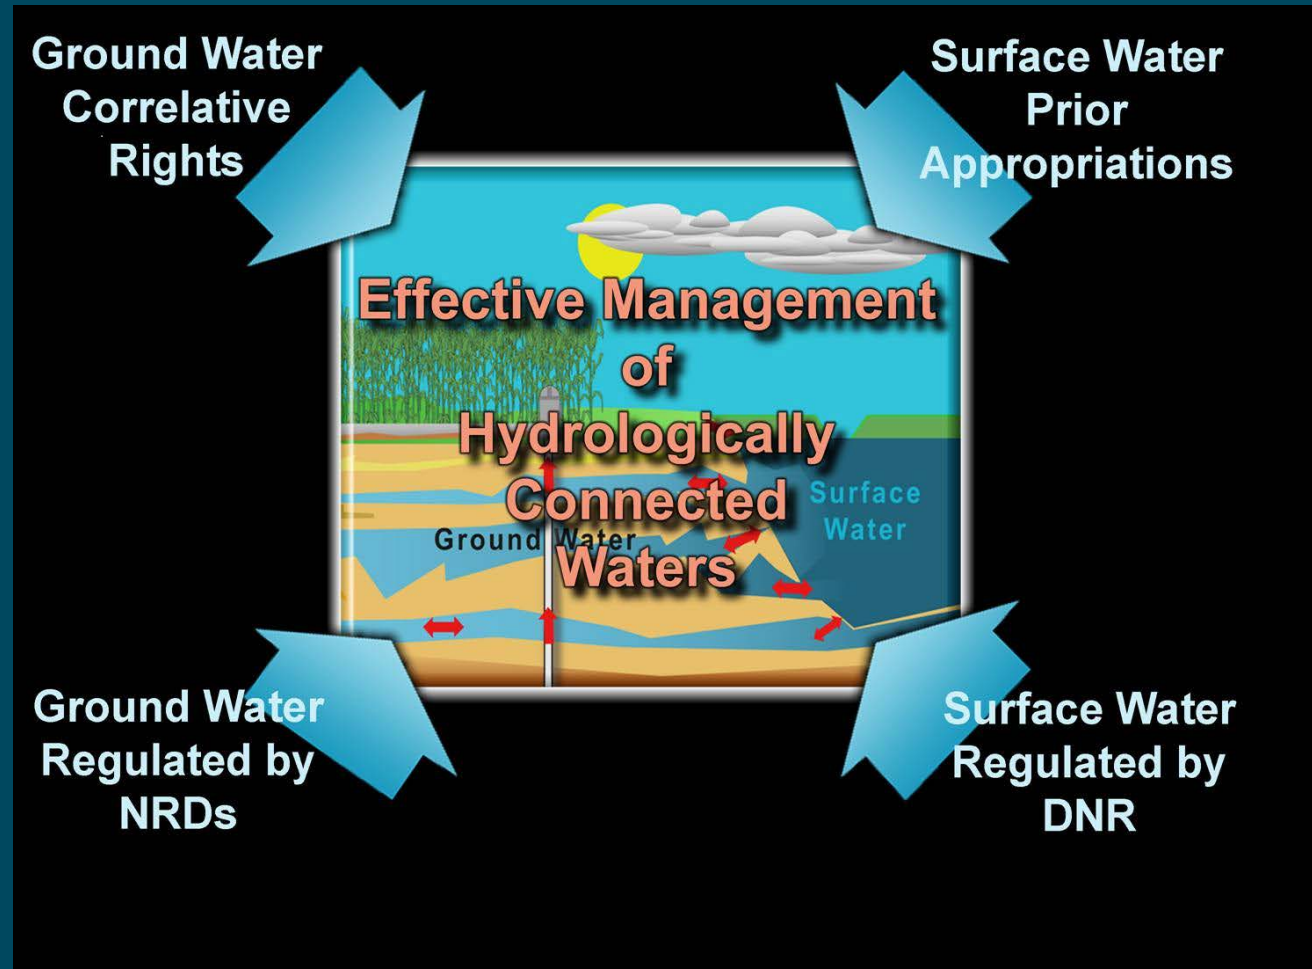 Ground Water
Correlative
Rights
Surface Water
Prior
Appropriations
Effective Management
of
Hydrologically
Connected
Waters
Ground Water
Surface
Water
Ground Water
Regulated by
NRDs
Surface Water
Regulated by
DNR